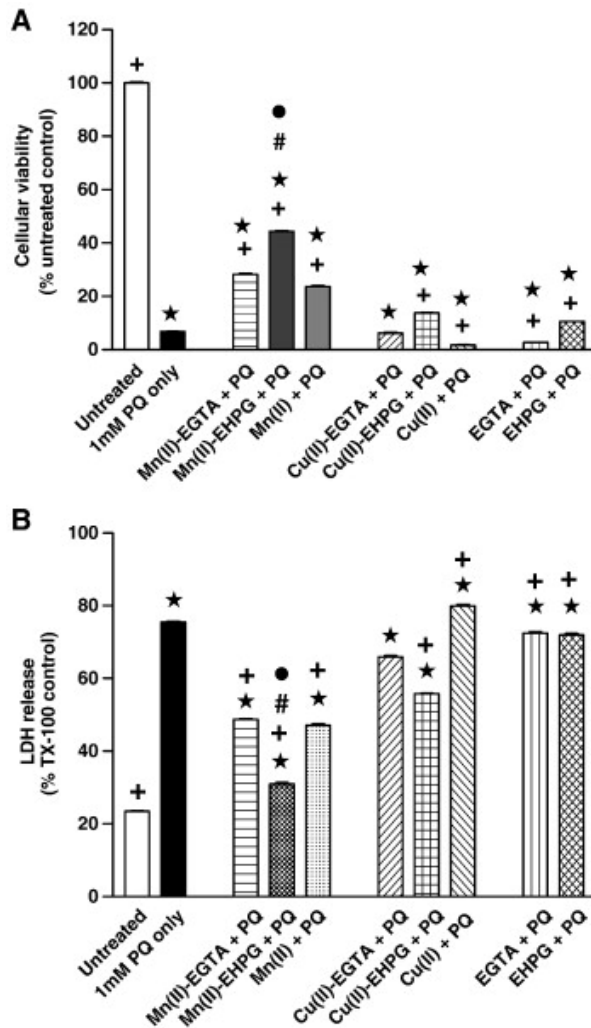 A
Cellular viability
(% untreated control)
120
100
80
60
40
20
0
+
★
★
+
●
#
★
+
★
+
★
★
+
★
+
★
+
★
+
Untreated
1mM PQ only
Mn(II)-EGTA + PQ
Mn(II)-EHPG + PQ
Mn(II) + PQ
Cu(II)-EGTA + PQ
Cu(II)-EHPG + PQ
Cu(II) + PQ
EGTA + PQ
EHPG + PQ
B
LDH release
(% TX-100 control)
100
80
60
40
20
0
+
★
+
★
●
#
+
★
+
★
★
+
★
+
★
+
★
+
★
Untreated
1mM PQ only
Mn(II)-EGTA + PQ
Mn(II)-EHPG + PQ
Mn(II) + PQ
Cu(II)-EGTA + PQ
Cu(II)-EHPG + PQ
Cu(II) + PQ
EGTA + PQ
EHPG + PQ